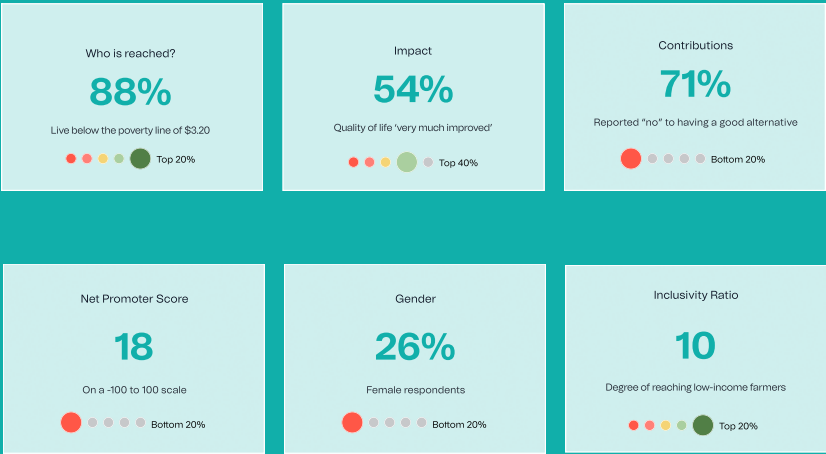 Who is reached?
88%
Live below the poverty line of $3.20
Top 20%
Impact
54%
Quality of life 'very much improved'
Top 40%
Contributions
71%
Reported “no” to having a good alternative
Bottom 20%
Net Promoter Score
18
On a -100 to 100 scale
Bottom 20%
Gender
26%
Female respondents
Bottom 20%
Inclusivity Ratio
10
Degree of reaching low-income farmers
Top 20%